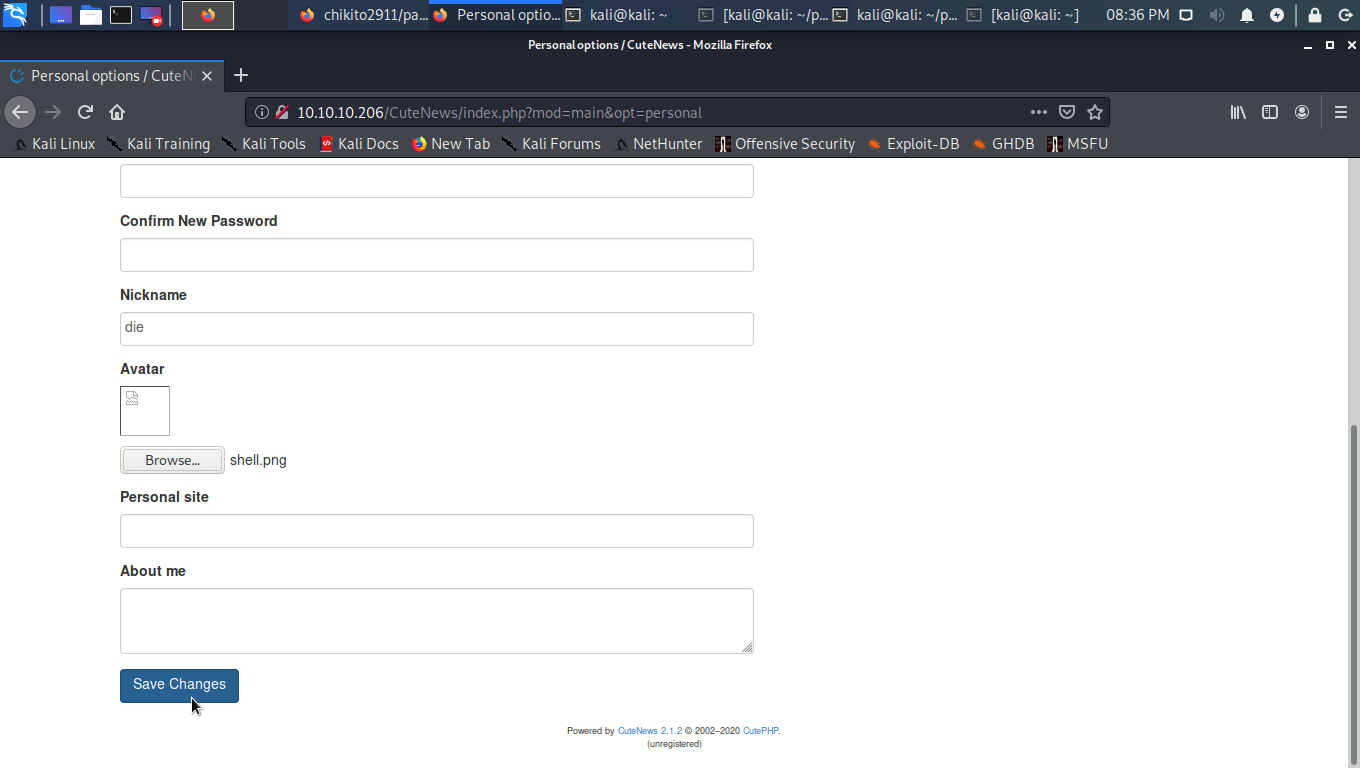 chikito2911/pa... Personal optio... kali@kali: ~ [kali@kali: ~/p... kali@kali: ~/p... [kali@kali: ~] 08:36 PM
Personal options / CuteNews - Mozilla Firefox
Personal options / CuteN
10.10.10.206/CuteNews/index.php?mod=main&opt=personal
Kali Linux Kali Training Kali Tools Kali Docs New Tab Kali Forums NetHunter Offensive Security Exploit-DB GHDB MSFU
Confirm New Password
Nickname
die
Avatar
Browse... shell.png
Personal site
About me
Save Changes
Powered by CuteNews 2.1.2 © 2002–2020 CutePHP.
(unregistered)